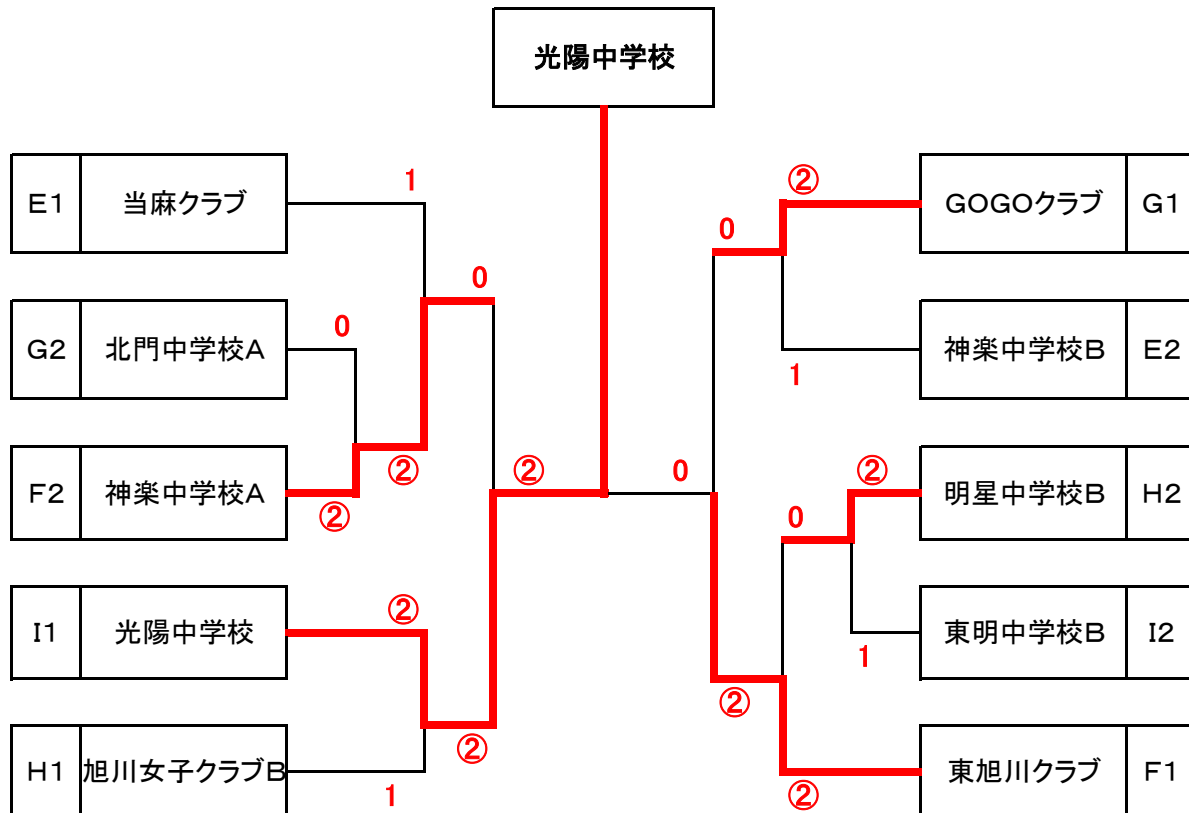 光陽中学校
1
②
E1 当麻クラブ
GOGOクラブ G1
0
0
0
G2 北門中学校A
神楽中学校B E2
1
②
②
0
②
F2 神楽中学校A
明星中学校B H2
②
0
②
I1 光陽中学校
東明中学校B I2
1
②
②
H1 旭川女子クラブB
東旭川クラブ F1
1
②